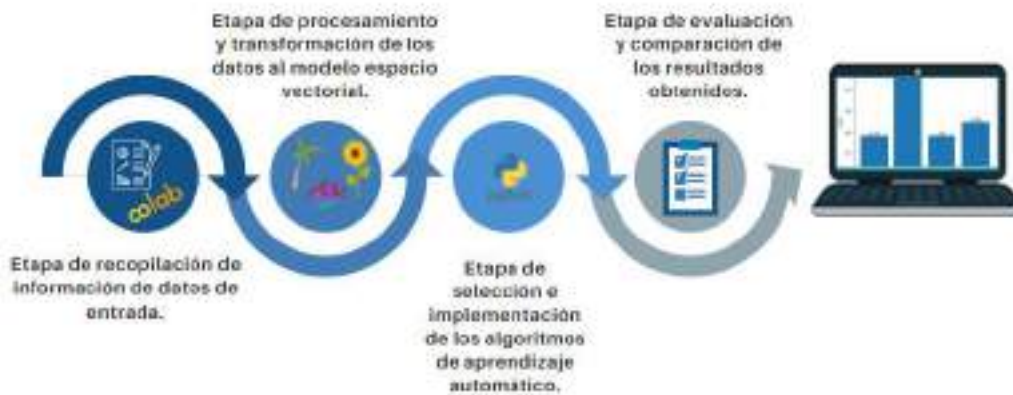 Etapa de recopilación de
información de datos de
entrada.
colab
Etapa de procesamiento
y transformación de los
datos al modelo espacio
vectorial.
Etapa de
selección e
implementación
de los algoritmos
de aprendizaje
automático.
Etapa de evaluación
y comparación de
los resultados
obtenidos.